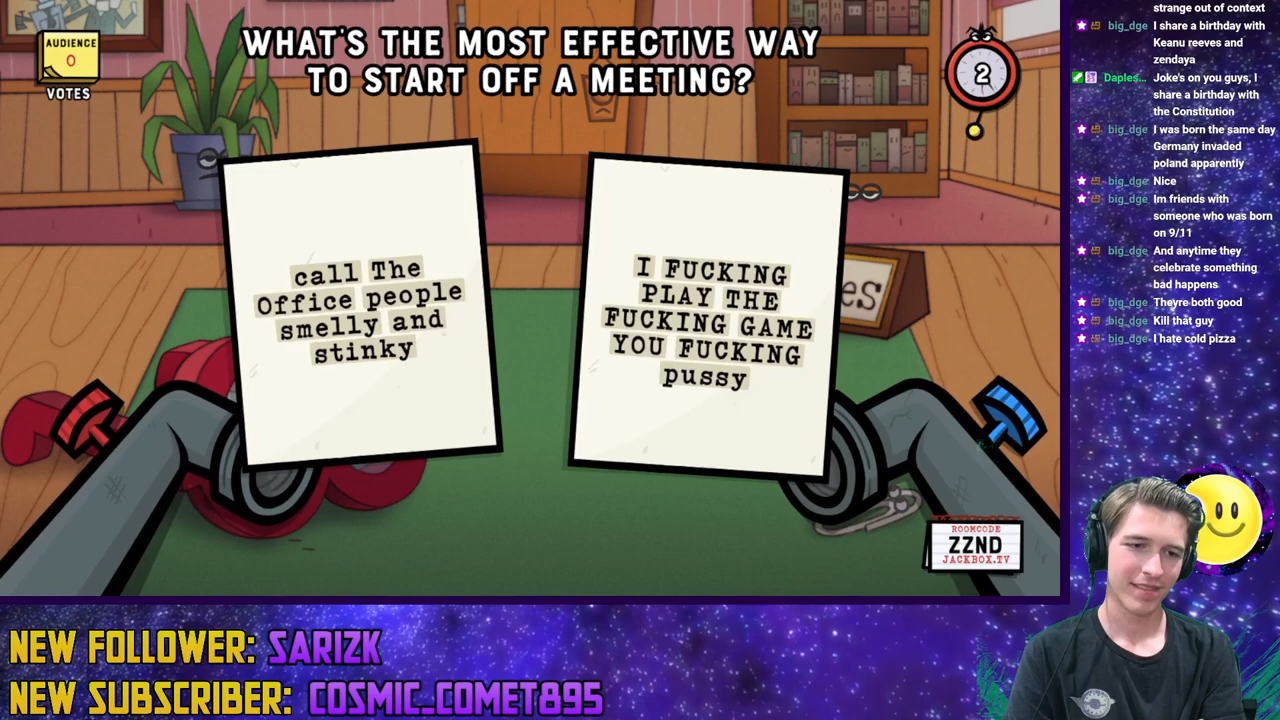 AUDIENCE
0
VOTES
WHAT'S THE MOST EFFECTIVE WAY
TO START OFF A MEETING?
2
call The
Office people
smelly and
stinky
I FUCKING
PLAY THE
FUCKING GAME
YOU FUCKING
pussy
es
ROOMCODE
ZZND
JACKBOX.TV
strange out of context
big_dge I share a birthday with
Keanu reeves and
zendaya
Daples... Joke's on you guys, I
share a birthday with
the Constitution
big_dge I was born the same day
Germany invaded
poland apparently
big_dge Nice
big_dge Im friends with
someone who was born
on 9/11
big_dge And anytime they
celebrate something
bad happens
big_dge Theyre both good
big_dge Kill that guy
big_dge I hate cold pizza
NEW FOLLOWER: SARIZK
NEW SUBSCRIBER: COSMIC_COMET895